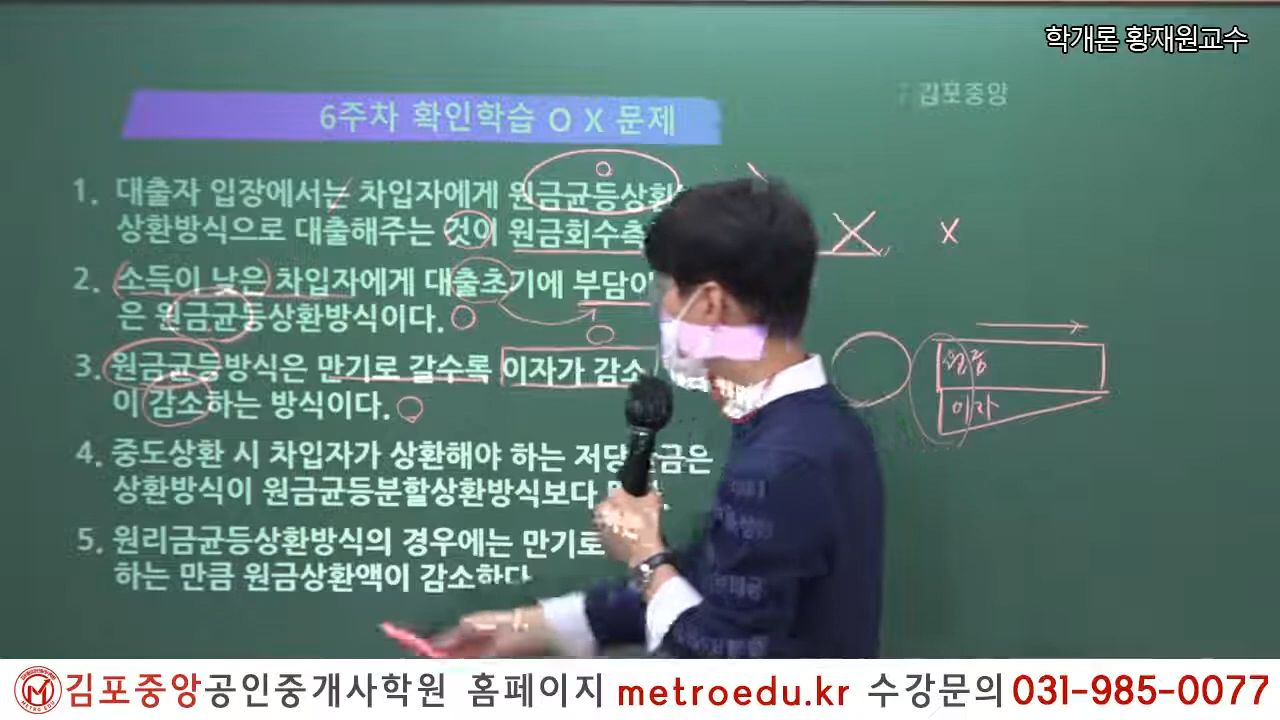 학개론 황재원교수
김포중앙
6주차 확인학습 O X 문제
1. 대출자 입장에서는 차입자에게 원금균등상환
상환방식으로 대출해주는 것이 원금회수측
X x
2. 소득이 낮은 차입자에게 대출초기에 부담이
은 원금균등상환방식이다.
3. 원금균등방식은 만기로 갈수록 이자가 감소
이 감소하는 방식이다.
원금
이자
4. 중도상환 시 차입자가 상환해야 하는 저당 금은
상환방식이 원금균등분할상환방식보다
5. 원리금균등상환방식의 경우에는 만기로
하는 만큼 원금상환액이 감소한다
김포중앙공인중개사학원 홈페이지 metroedu.kr 수강문의 031-985-0077
METRO EDU